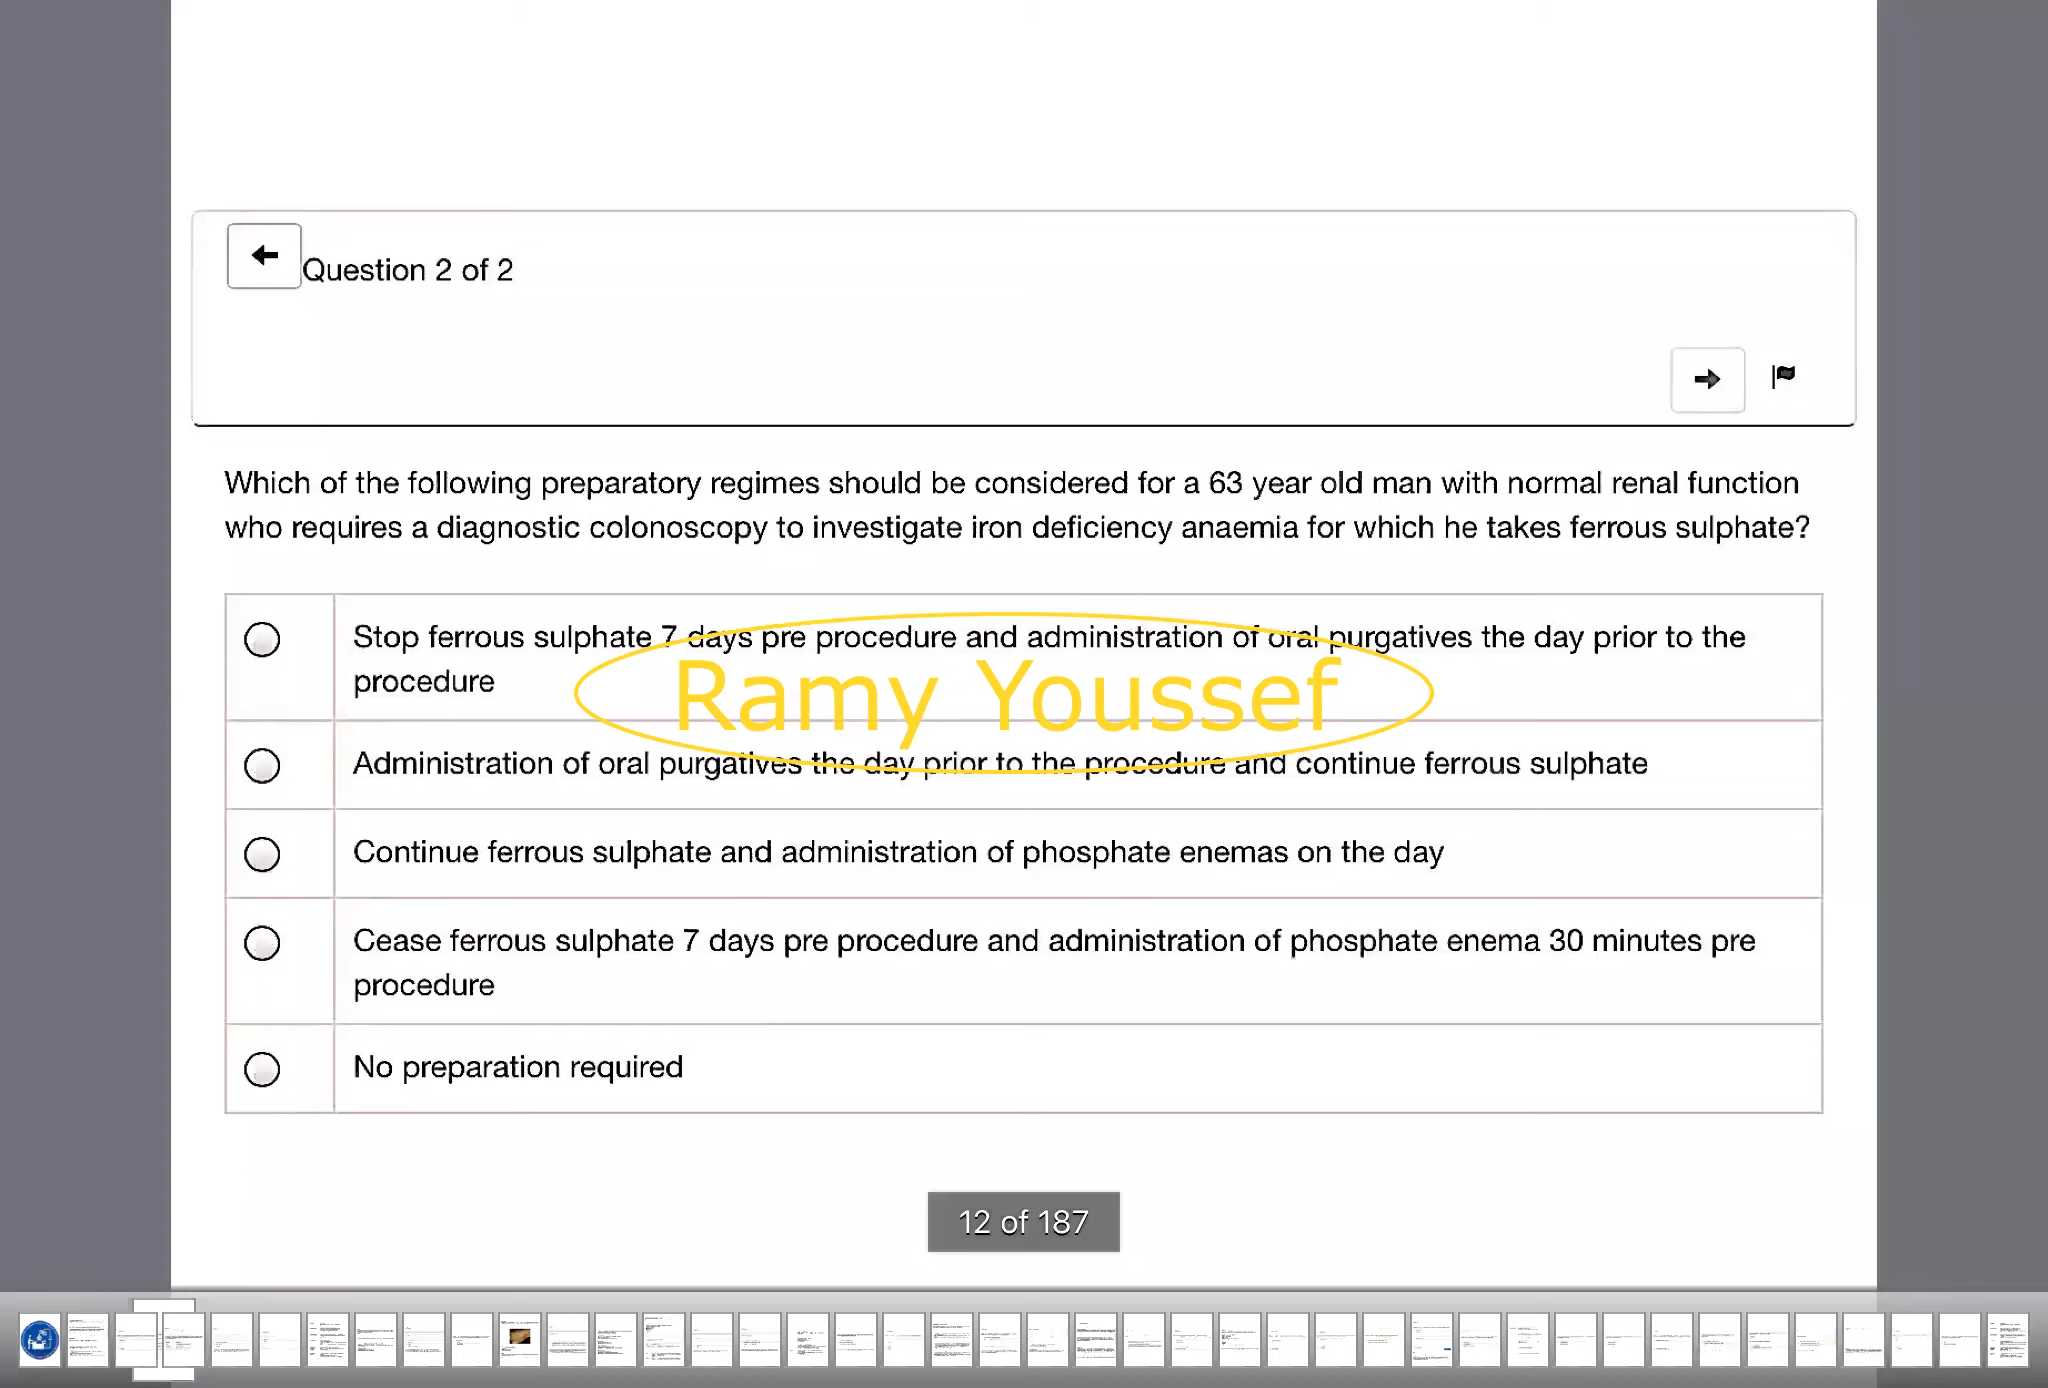 Question 2 of 2
Which of the following preparatory regimes should be considered for a 63 year old man with normal renal function
who requires a diagnostic colonoscopy to investigate iron deficiency anaemia for which he takes ferrous sulphate?
Stop ferrous sulphate 7 days pre procedure and administration of oral purgatives the day prior to the
procedure
Ramy Youssef
Administration of oral purgatives the day prior to the procedure and continue ferrous sulphate
Continue ferrous sulphate and administration of phosphate enemas on the day
Cease ferrous sulphate 7 days pre procedure and administration of phosphate enema 30 minutes pre
procedure
No preparation required
12 of 187